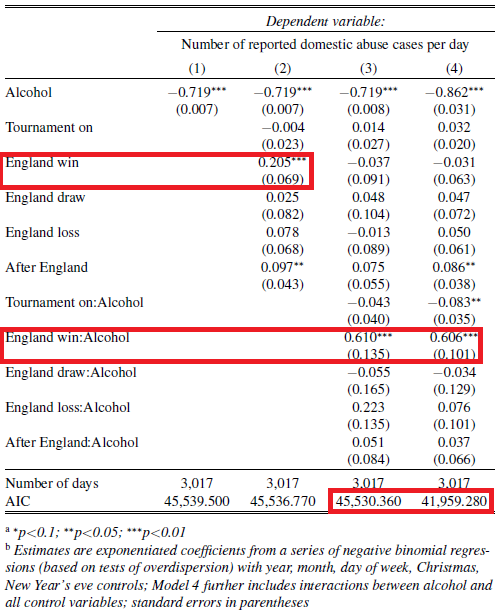 Dependent variable:
Number of reported domestic abuse cases per day
(1) (2) (3) (4)
Alcohol −0.719*** −0.719*** −0.719*** −0.862***
(0.007) (0.007) (0.008) (0.031)
Tournament on −0.004 0.014 0.032
(0.023) (0.027) (0.020)
England win 0.205*** −0.037 −0.031
(0.069) (0.091) (0.063)
England draw 0.025 0.048 0.047
(0.082) (0.104) (0.072)
England loss 0.078 −0.013 0.050
(0.068) (0.089) (0.061)
After England 0.097** 0.075 0.086**
(0.043) (0.055) (0.038)
Tournament on:Alcohol −0.043 −0.083**
(0.040) (0.035)
England win:Alcohol 0.610*** 0.606***
(0.135) (0.101)
England draw:Alcohol −0.055 −0.034
(0.165) (0.129)
England loss:Alcohol 0.223 0.076
(0.135) (0.101)
After England:Alcohol 0.051 0.037
(0.084) (0.066)
Number of days 3,017 3,017 3,017 3,017
AIC 45,539.500 45,536.770 45,530.360 41,959.280
a *p<0.1; **p<0.05; ***p<0.01
b Estimates are exponentiated coefficients from a series of negative binomial regres-
sions (based on tests of overdispersion) with year, month, day of week, Christmas,
New Year's eve controls; Model 4 further includes interactions between alcohol and
all control variables; standard errors in parentheses